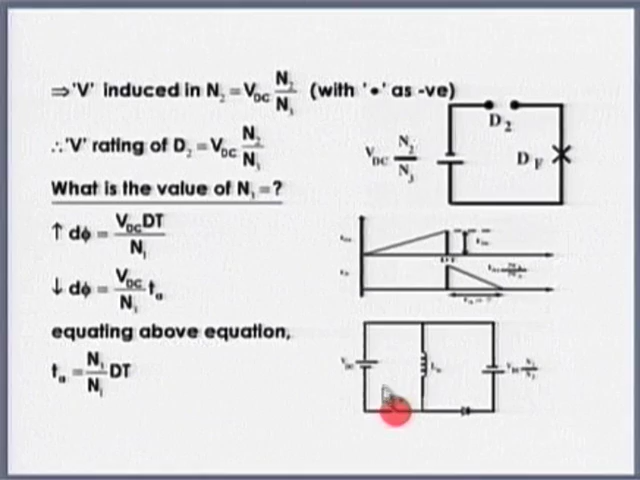 ⇒'V' induced in N₂ = V_DC N₂/N₃ (with '•' as -ve)
∴'V' rating of D₂ = V_DC N₂/N₃
What is the value of N₃ = ?
↑ dϕ = V_DC DT / N₁
↓ dϕ = V_DC / N₃ tₐ
equating above equation,
tₐ = N₃/N₁ DT
D₂
V_DC N₂/N₃
D_F